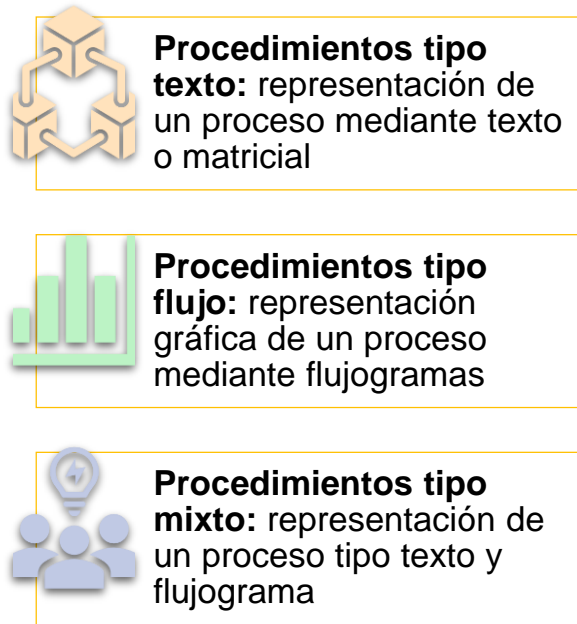 Procedimientos tipo
texto: representación de
un proceso mediante texto
o matricial
Procedimientos tipo
flujo: representación
gráfica de un proceso
mediante flujogramas
Procedimientos tipo
mixto: representación de
un proceso tipo texto y
flujograma